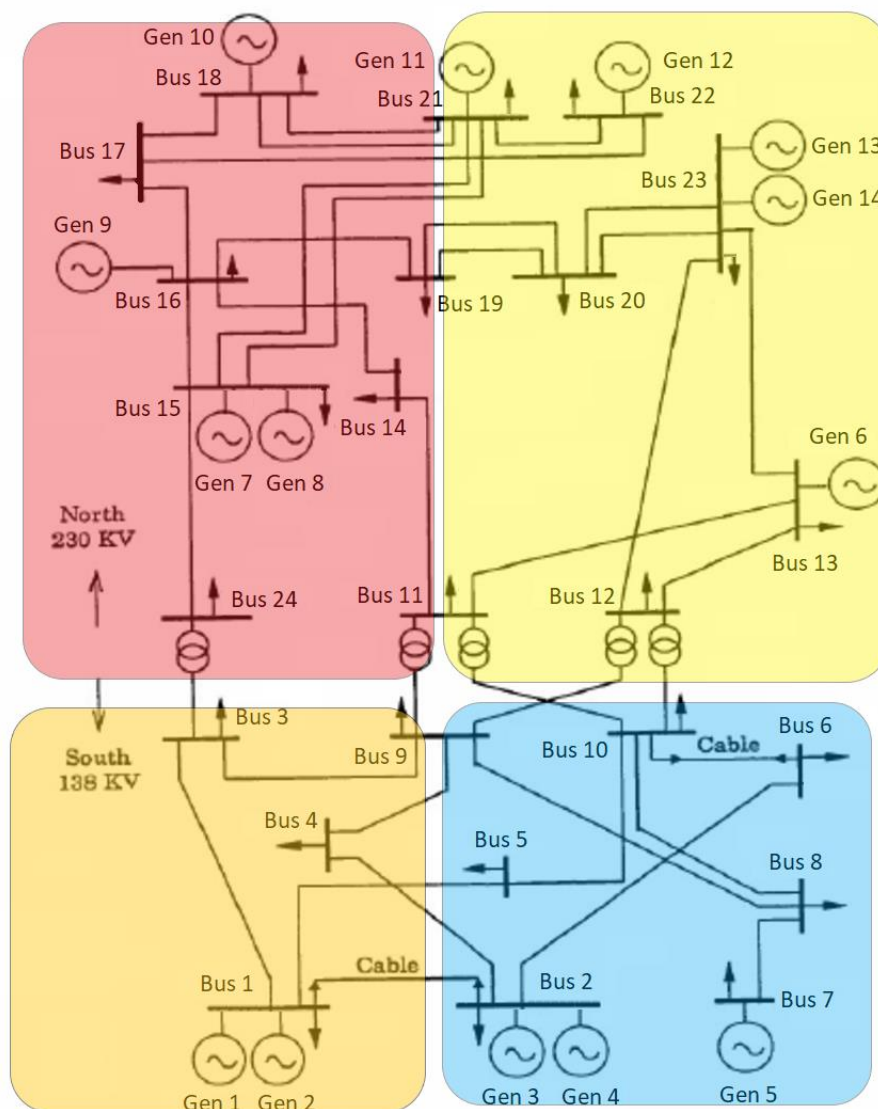 Gen 10
Bus 18
Gen 11
Bus 21
Gen 12
Bus 22
Bus 17
Gen 13
Bus 23
Gen 14
Gen 9
Bus 16
Bus 19
Bus 20
Bus 15
Bus 14
Gen 7
Gen 8
Gen 6
North
230 KV
Bus 13
Bus 24
Bus 11
Bus 12
South
138 KV
Bus 3
Bus 9
Bus 10
Cable
Bus 6
Bus 4
Bus 5
Bus 8
Bus 1
Cable
Bus 2
Bus 7
Gen 1
Gen 2
Gen 3
Gen 4
Gen 5